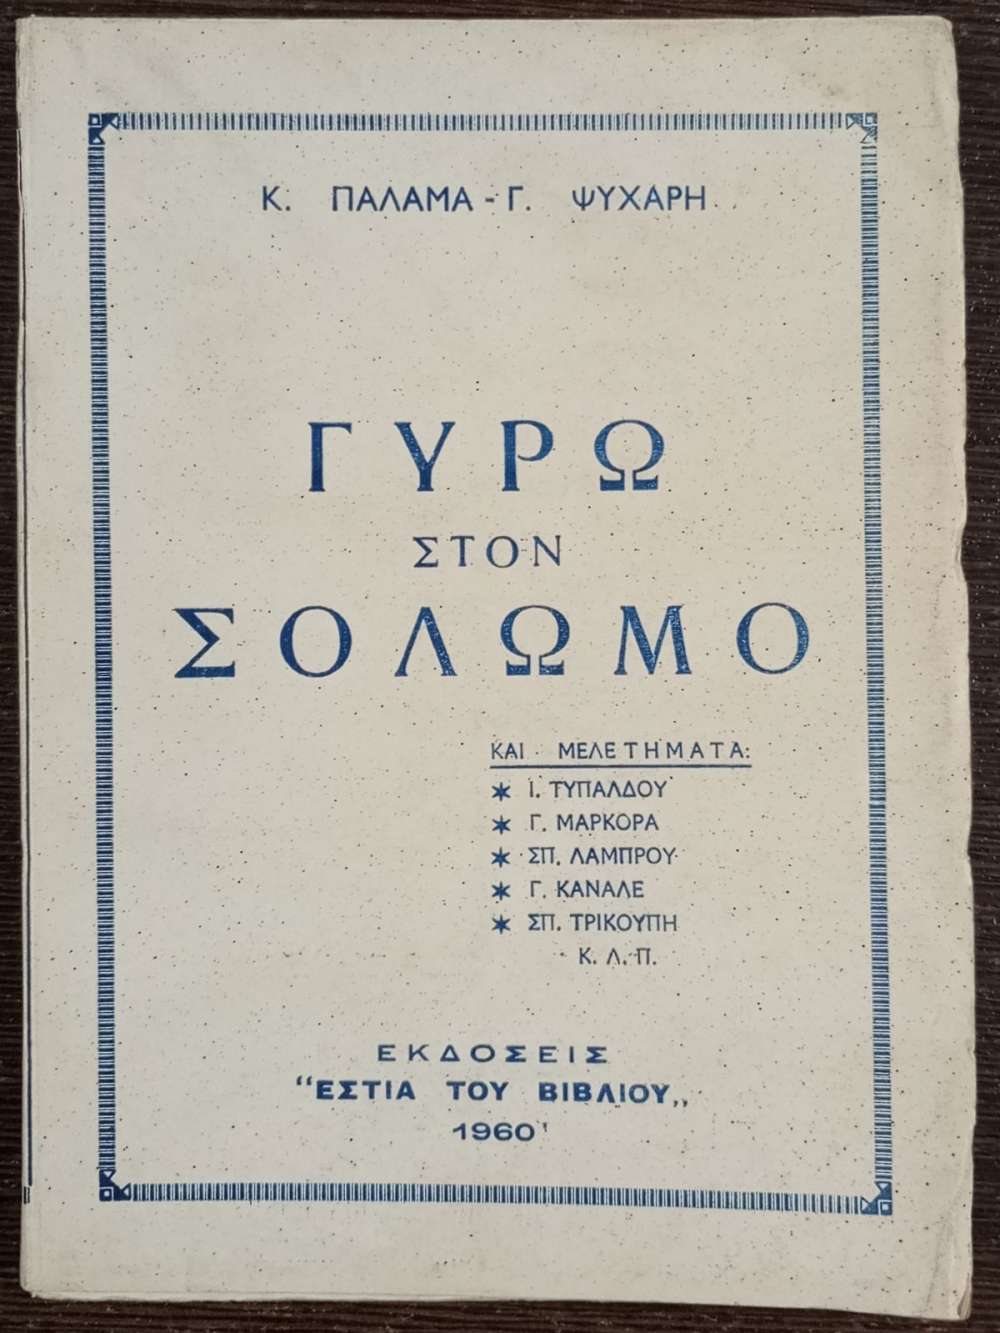 Κ. ΠΑΛΑΜΑ - Γ. ΨΥΧΑΡΗ
ΓΥΡΩ
ΣΤΟΝ
ΣΟΛΩΜΟ
ΚΑΙ ΜΕΛΕΤΗΜΑΤΑ:
✶ Ι. ΤΥΠΑΛΔΟΥ
✶ Γ. ΜΑΡΚΟΡΑ
✶ ΣΠ. ΛΑΜΠΡΟΥ
✶ Γ. ΚΑΝΑΛΕ
✶ ΣΠ. ΤΡΙΚΟΥΠΗ
Κ. Λ. Π.
ΕΚΔΟΣΕΙΣ
“ΕΣΤΙΑ ΤΟΥ ΒΙΒΛΙΟΥ„
1960